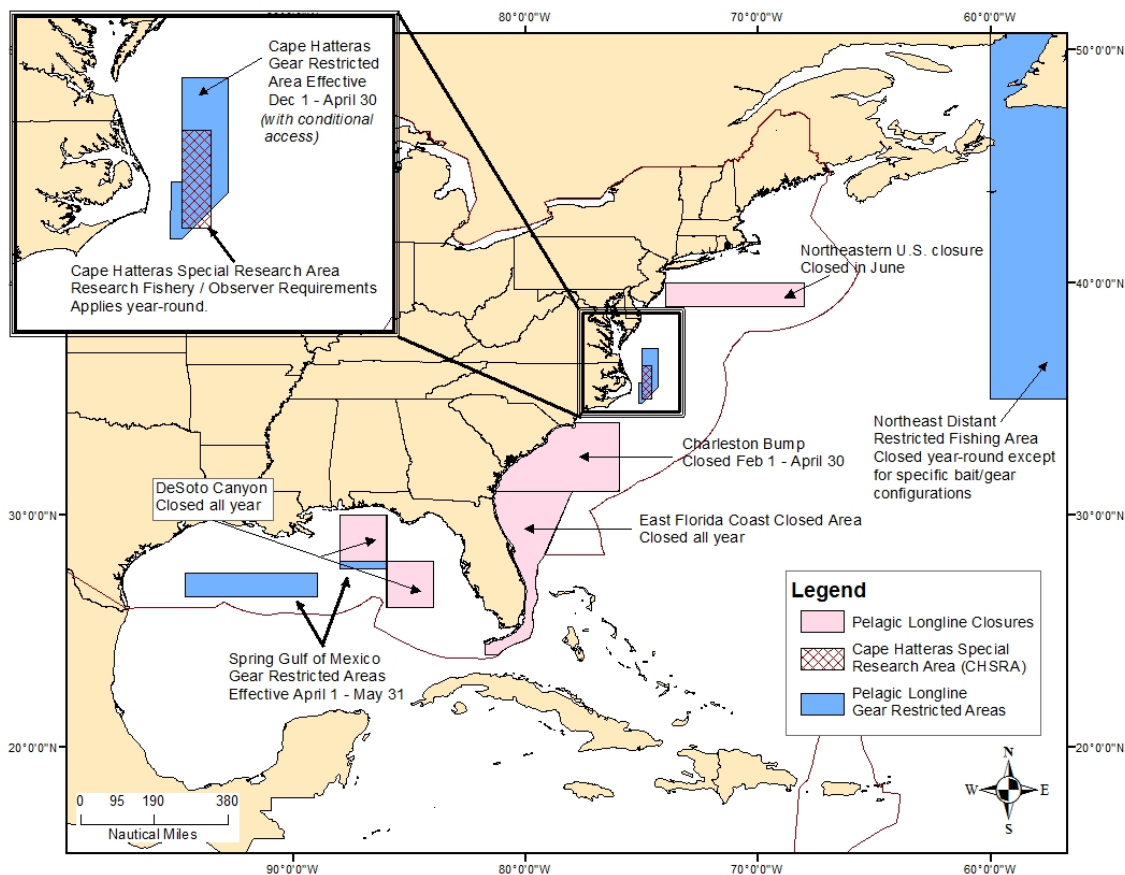 80°0'0"W
70°0'0"W
60°0'0"W
Cape Hatteras
Gear Restricted
Area Effective
Dec 1 - April 30
(with conditional
access)
Cape Hatteras Special Research Area
Research Fishery / Observer Requirements
Applies year-round.
50°0'0"N
40°0'0"N
30°0'0"N
30°0'0"N
20°0'0"N
20°0'0"N
Northeastern U.S. closure
Closed in June
Northeast Distant
Restricted Fishing Area
Closed year-round except
for specific bait/gear
configurations
Charleston Bump
Closed Feb 1 - April 30
East Florida Coast Closed Area
Closed all year
DeSoto Canyon
Closed all year
Spring Gulf of Mexico
Gear Restricted Areas
Effective April 1 - May 31
Legend
Pelagic Longline Closures
Cape Hatteras Special
Research Area (CHSRA)
Pelagic Longline
Gear Restricted Areas
N
W
E
S
0 95 190 380
Nautical Miles
90°0'0"W
80°0'0"W
70°0'0"W
60°0'0"W